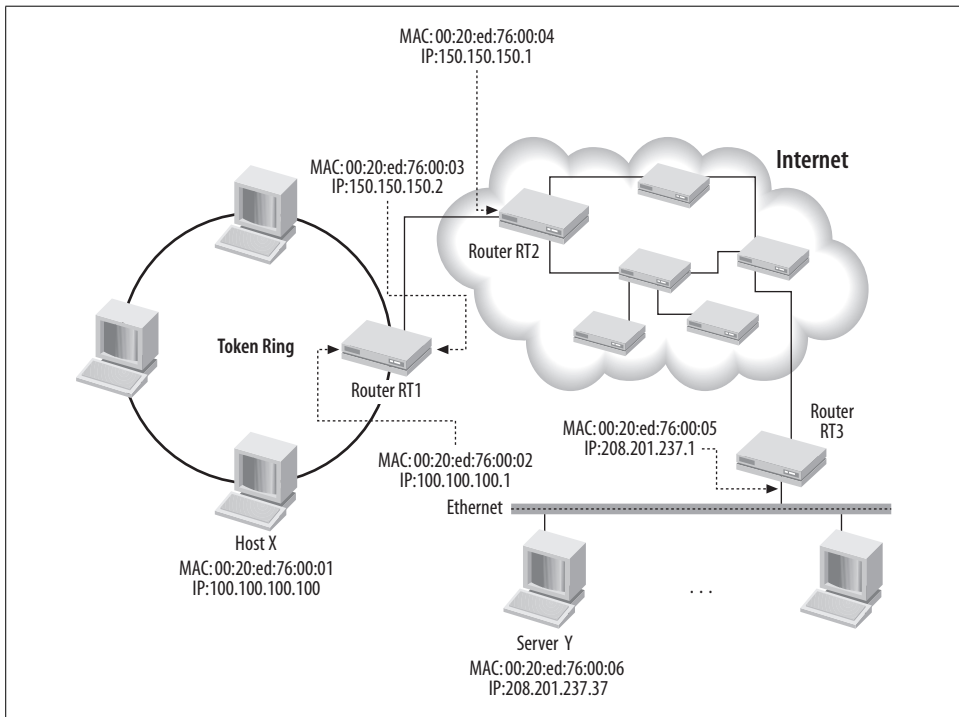 MAC: 00:20:ed:76:00:04
IP:150.150.150.1
MAC: 00:20:ed:76:00:03
IP:150.150.150.2
Internet
Router RT2
Token Ring
Router RT1
Router
RT3
MAC: 00:20:ed:76:00:05
IP:208.201.237.1
MAC: 00:20:ed:76:00:02
IP:100.100.100.1
Ethernet
Host X
MAC: 00:20:ed:76:00:01
IP:100.100.100.100
. . .
Server Y
MAC: 00:20:ed:76:00:06
IP:208.201.237.37